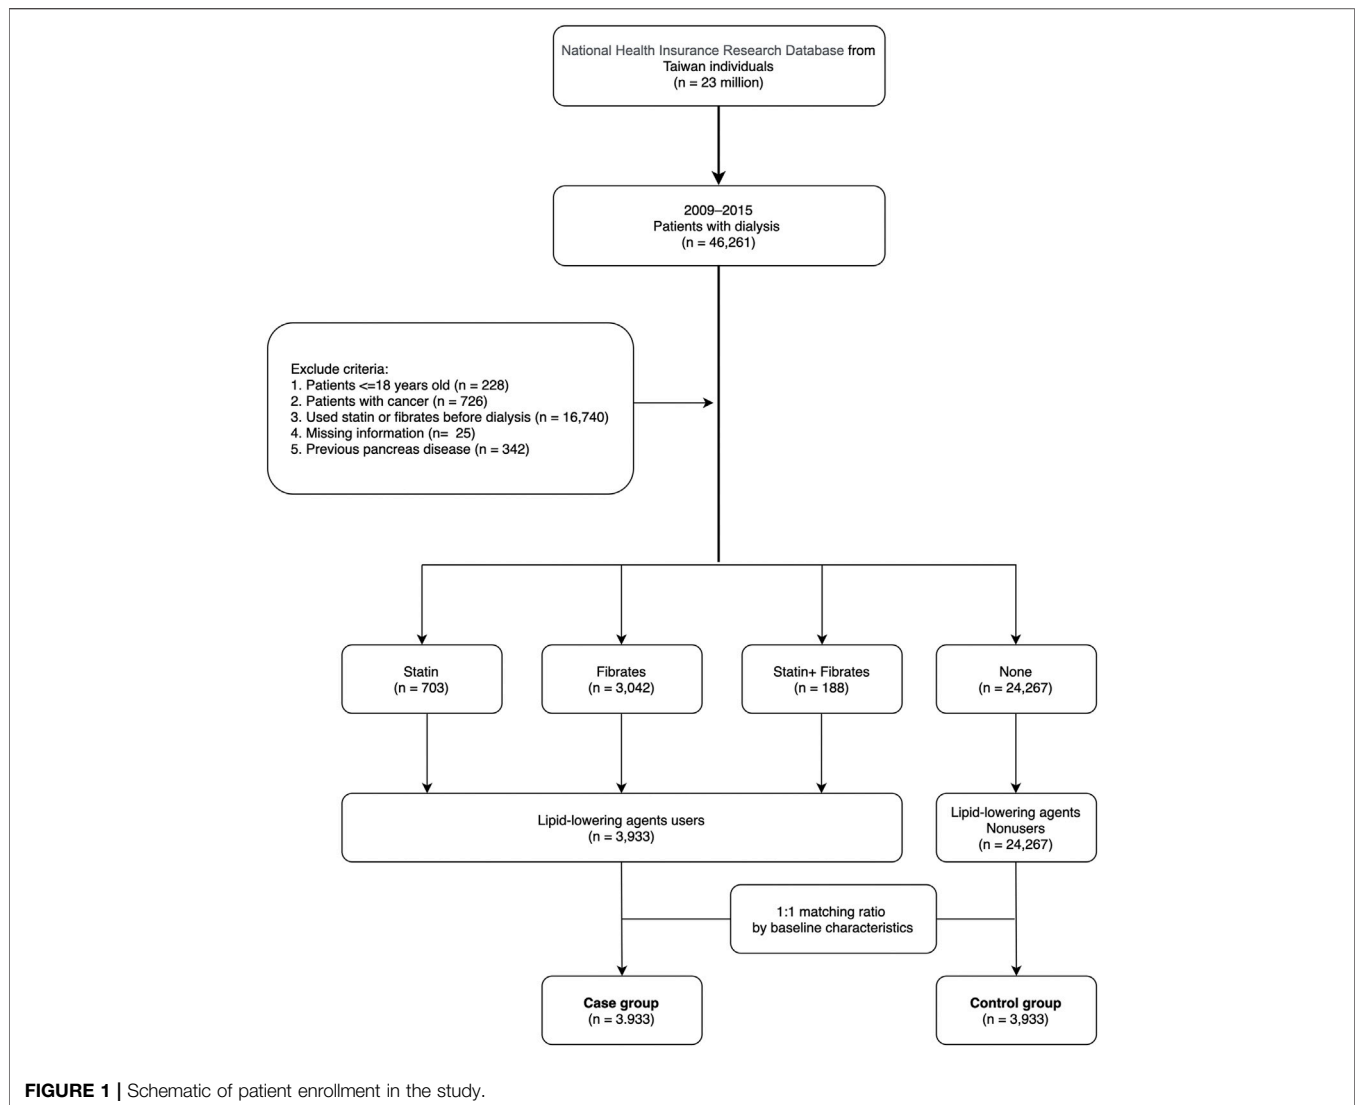 National Health Insurance Research Database from
Taiwan individuals
(n = 23 million)
2009–2015
Patients with dialysis
(n = 46,261)
Exclude criteria:
1. Patients <=18 years old (n = 228)
2. Patients with cancer (n = 726)
3. Used statin or fibrates before dialysis (n = 16,740)
4. Missing information (n=  25)
5. Previous pancreas disease (n = 342)
Statin
(n = 703)
Fibrates
(n = 3,042)
Statin+ Fibrates
(n = 188)
None
(n = 24,267)
Lipid-lowering agents users
(n = 3,933)
Lipid-lowering agents
Nonusers
(n = 24,267)
1:1 matching ratio
by baseline characteristics
Case group
(n = 3.933)
Control group
(n = 3,933)
FIGURE 1 | Schematic of patient enrollment in the study.